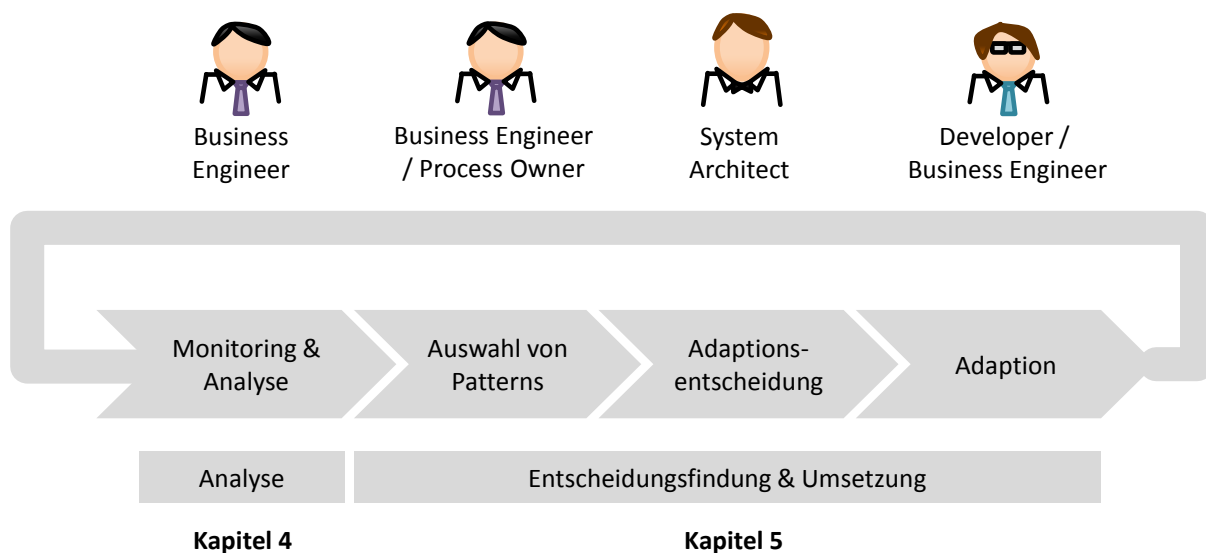 Business
Engineer
Business Engineer
/ Process Owner
System
Architect
Developer /
Business Engineer
Monitoring &
Analyse
Auswahl von
Patterns
Adaptions-
entscheidung
Adaption
Analyse
Entscheidungsfindung & Umsetzung
Kapitel 4
Kapitel 5